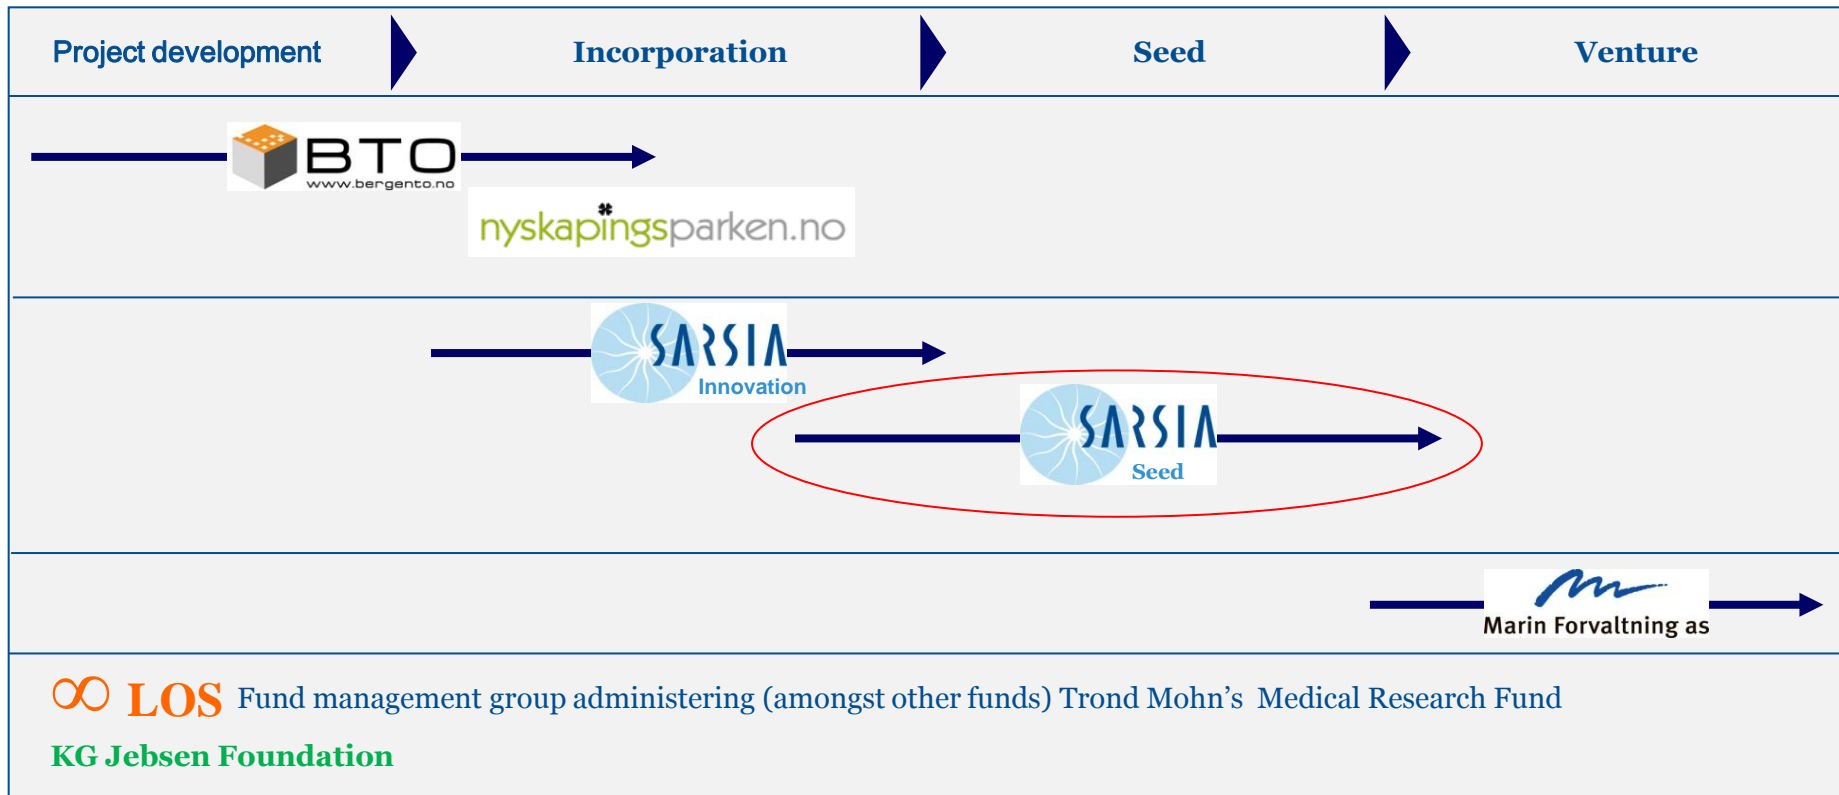 Project development
Incorporation
Seed
Venture
BTO
www.bergento.no
nyskapingsparken.no
SARSIA
Innovation
SARSIA
Seed
Marin Forvaltning as
∞ LOS Fund management group administering (amongst other funds) Trond Mohn’s Medical Research Fund
KG Jebsen Foundation